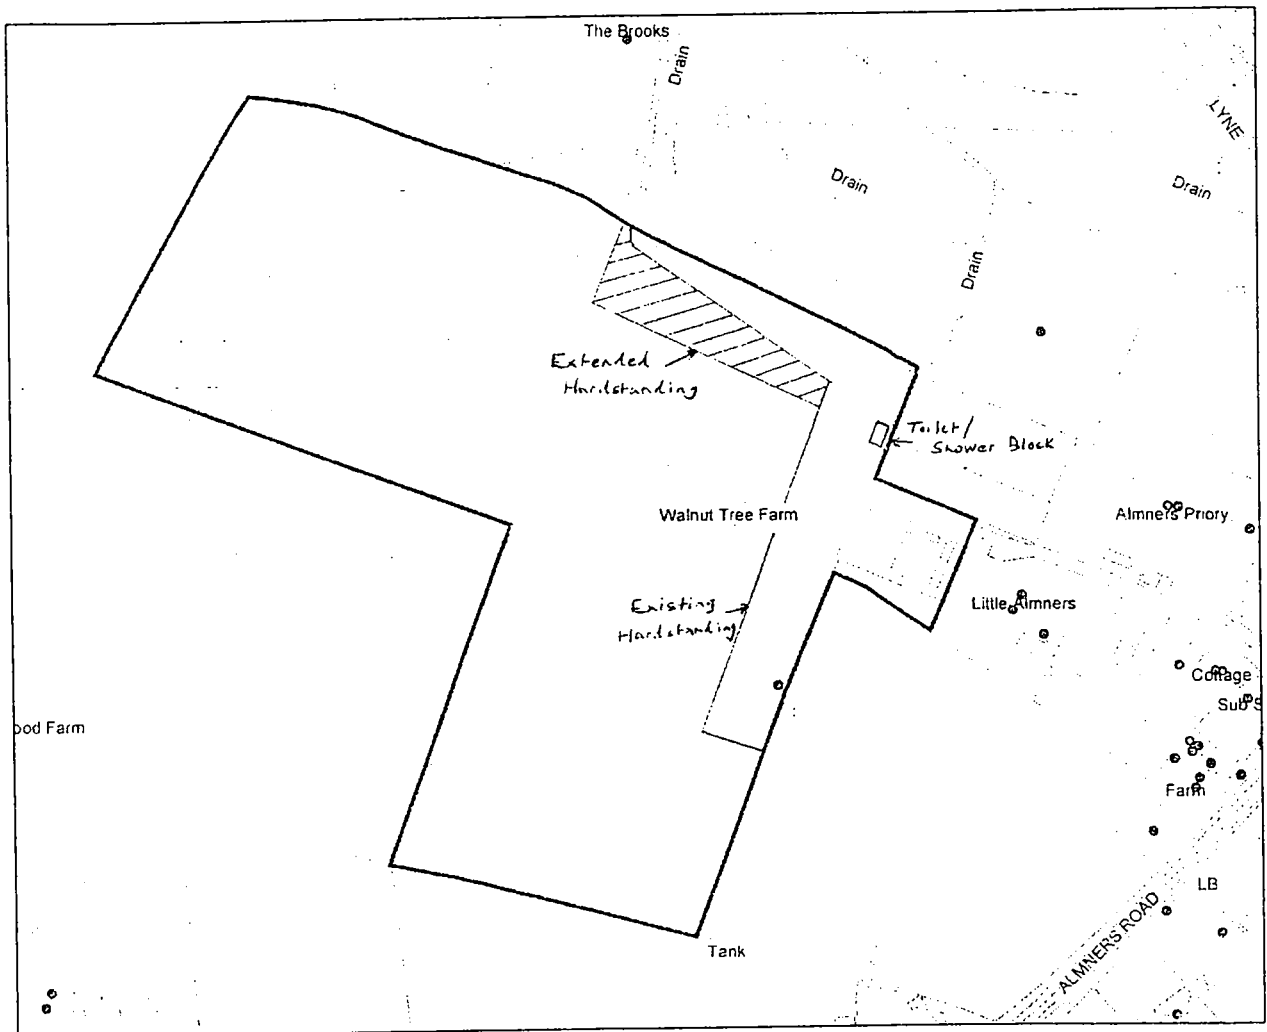 The Brooks
Drain
LYNE
Drain
Drain
Drain
Extended
Hardstanding
Toilet/
Shower Block
Walnut Tree Farm
Almners Priory
Existing
Hardstanding
Little Almners
Cottage
Sub S
ood Farm
Farm
LB
ALMNERS ROAD
Tank